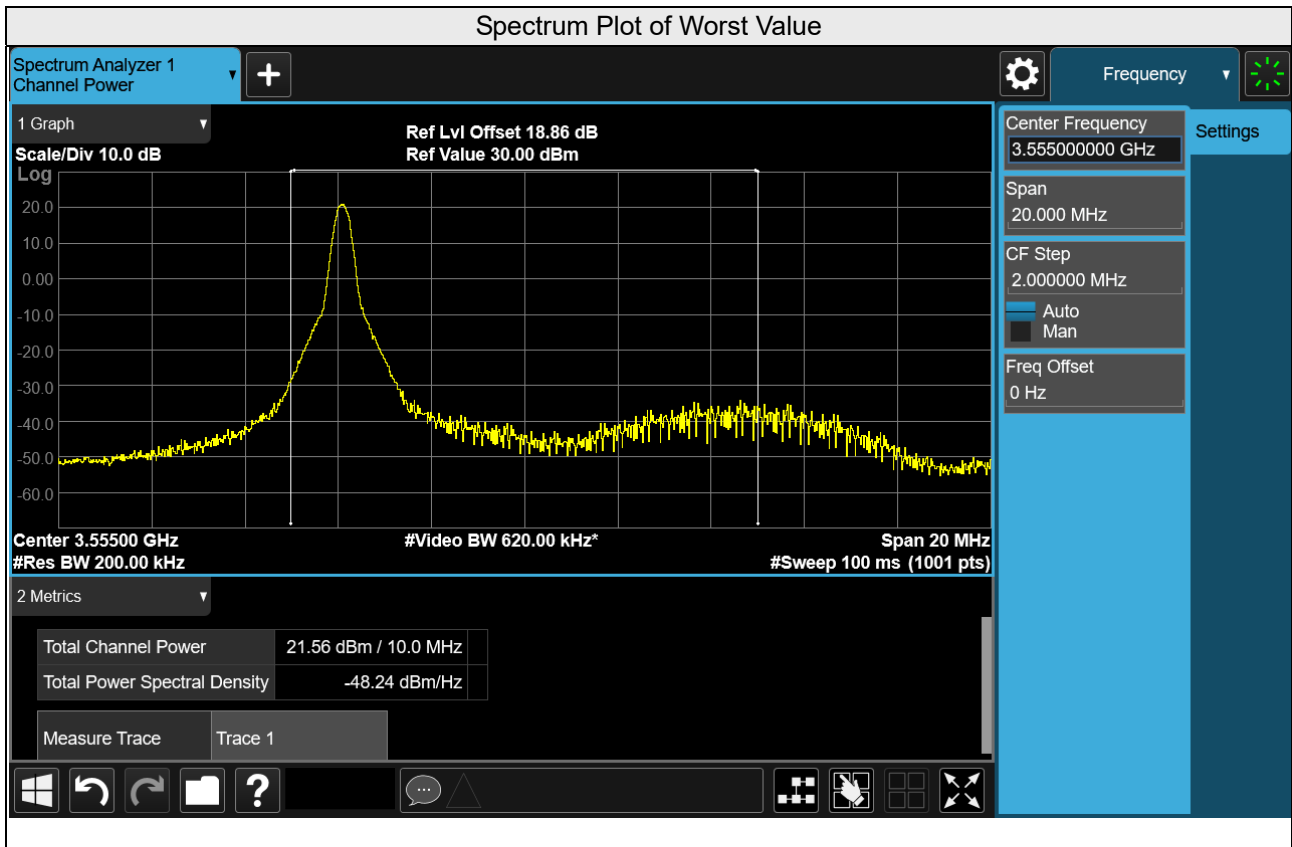 Spectrum Plot of Worst Value
Spectrum Analyzer 1
Channel Power
Frequency
1 Graph
Scale/Div 10.0 dB
Ref Lvl Offset 18.86 dB
Ref Value 30.00 dBm
Log
20.0
10.0
0.00
-10.0
-20.0
-30.0
-40.0
-50.0
-60.0
Center 3.55500 GHz
#Video BW 620.00 kHz*
Span 20 MHz
#Res BW 200.00 kHz
#Sweep 100 ms (1001 pts)
2 Metrics
Total Channel Power 21.56 dBm / 10.0 MHz
Total Power Spectral Density -48.24 dBm/Hz
Measure Trace Trace 1
Center Frequency
3.555000000 GHz
Settings
Span
20.000 MHz
CF Step
2.000000 MHz
Auto
Man
Freq Offset
0 Hz
?